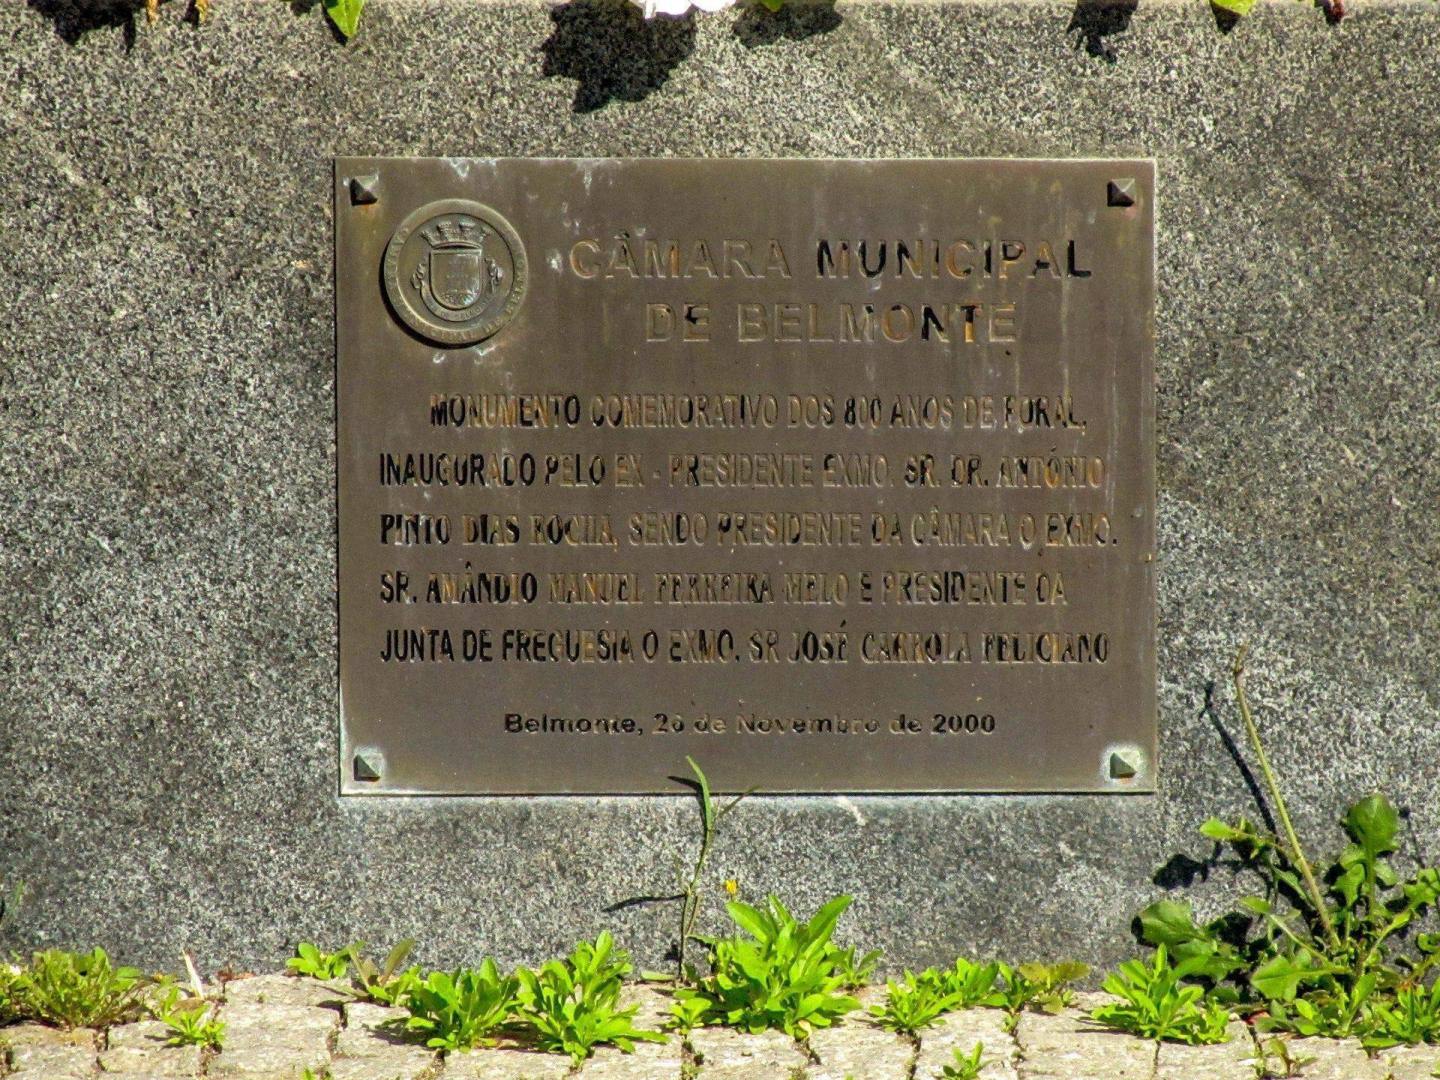 CÂMARA MUNICIPAL
DE BELMONTE
MONUMENTO COMEMORATIVO DOS 800 ANOS DE FORAL,
INAUGURADO PELO EX - PRESIDENTE EXMO. SR. DR. ANTÓNIO
PINTO DIAS ROCHA, SENDO PRESIDENTE DA CÂMARA O EXMO.
SR. AMÂNDIO MANUEL FERREIRA MELO E PRESIDENTE DA
JUNTA DE FREGUESIA O EXMO. SR JOSÉ CARROLA FELICIANO
Belmonte, 26 de Novembro de 2000